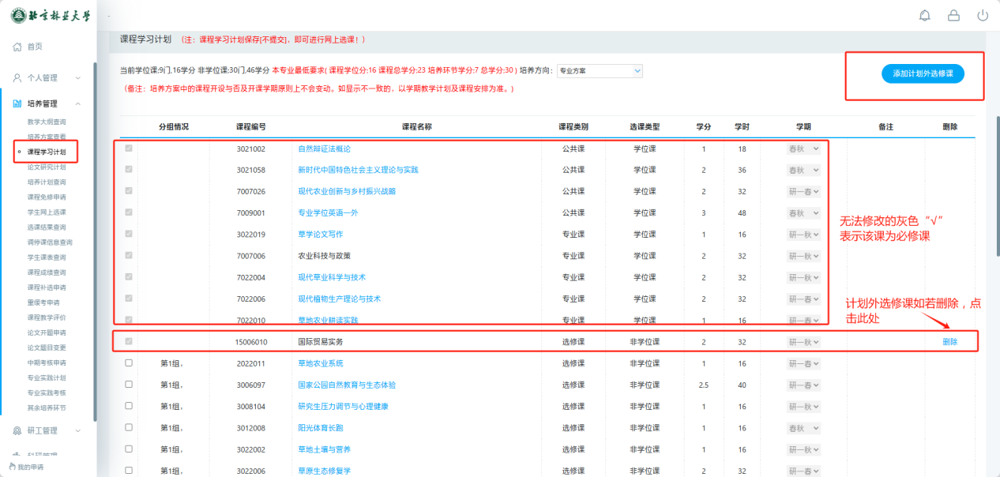 北京林业大学
首页
个人管理
培养管理
教学大纲查询
培养方案查看
课程学习计划
论文研究计划
培养计划查询
课程免修申请
学生网上选课
选课结果查询
调停课信息查询
学生课表查询
课程成绩查询
课程补选申请
重缓考申请
课程教学评价
论文开题申请
论文题目变更
中期考核申请
专业实践计划
专业实践考核
其余培养环节
研工管理
科研管理
我的申请
课程学习计划 (注:课程学习计划保存[不提交],即可进行网上选课!)
当前学位课:9门,16学分 非学位课:30门,46学分 本专业最低要求( 课程学位分:16 课程总学分:23 培养环节学分:7 总学分:30 ) 培养方向: 专业方案
(备注:培养方案中的课程开设与否及开课学期原则上不会变动。如显示不一致的,以学期教学计划及课程安排为准。)
添加计划外选修课
分组情况 课程编号 课程名称 课程类别 选课类型 学分 学时 学期 备注 删除
3021002 自然辩证法概论 公共课 学位课 1 18 春秋
3021058 新时代中国特色社会主义理论与实践 公共课 学位课 2 36 春秋
7007026 现代农业创新与乡村振兴战略 公共课 学位课 2 32 研一春
7009001 专业学位英语一外 公共课 学位课 3 48 春秋
3022019 草学论文写作 专业课 学位课 1 16 研一秋
7007006 农业科技与政策 专业课 学位课 2 32 研一秋
7022004 现代草业科学与技术 专业课 学位课 2 32 研一秋
7022006 现代植物生产理论与技术 专业课 学位课 2 32 研一春
7022010 草地农业耕读实践 专业课 学位课 1 16 研一春
15006010 国际贸易实务 选修课 非学位课 2 32 研一秋 删除
第1组, 2022011 草地农业系统 选修课 非学位课 1 16 研一春
第1组, 3006097 国家公园自然教育与生态体验 选修课 非学位课 2.5 40 研一春
第1组, 3008104 研究生压力调节与心理健康 选修课 非学位课 1 16 研一秋
第1组, 3012008 阳光体育长跑 选修课 非学位课 1 16 春秋
第1组, 3022002 草地土壤与营养 选修课 非学位课 1 16 研一秋
第1组, 3022006 草原生态修复学 选修课 非学位课 2 32 研一春
无法修改的灰色“√”
表示该课为必修课
计划外选修课如若删除,点
击此处